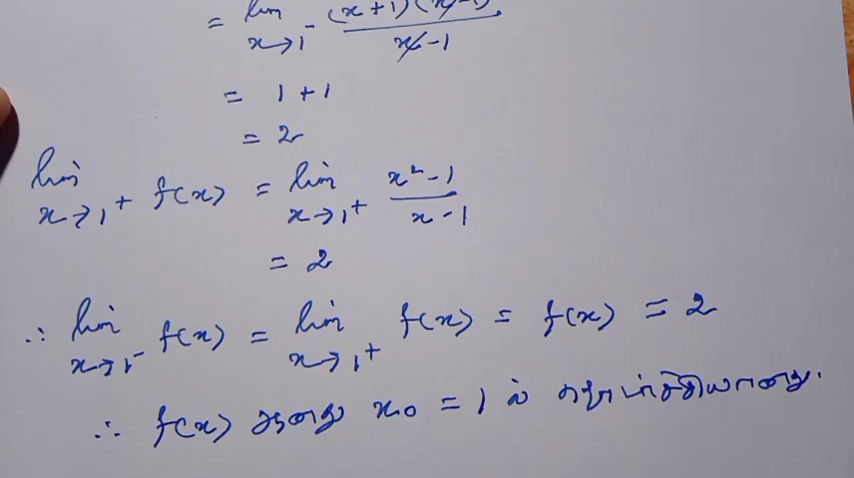 = lim x→1⁻ (x+1)(x-1) / x-1
= 1+1
= 2
lim x→1⁺ f(x) = lim x→1⁺ x²-1 / x-1
= 2
∴ lim x→1⁻ f(x) = lim x→1⁺ f(x) = f(x) = 2
∴ f(x) ஆனது x₀ = 1 ல் தொடர்ச்சியானது.